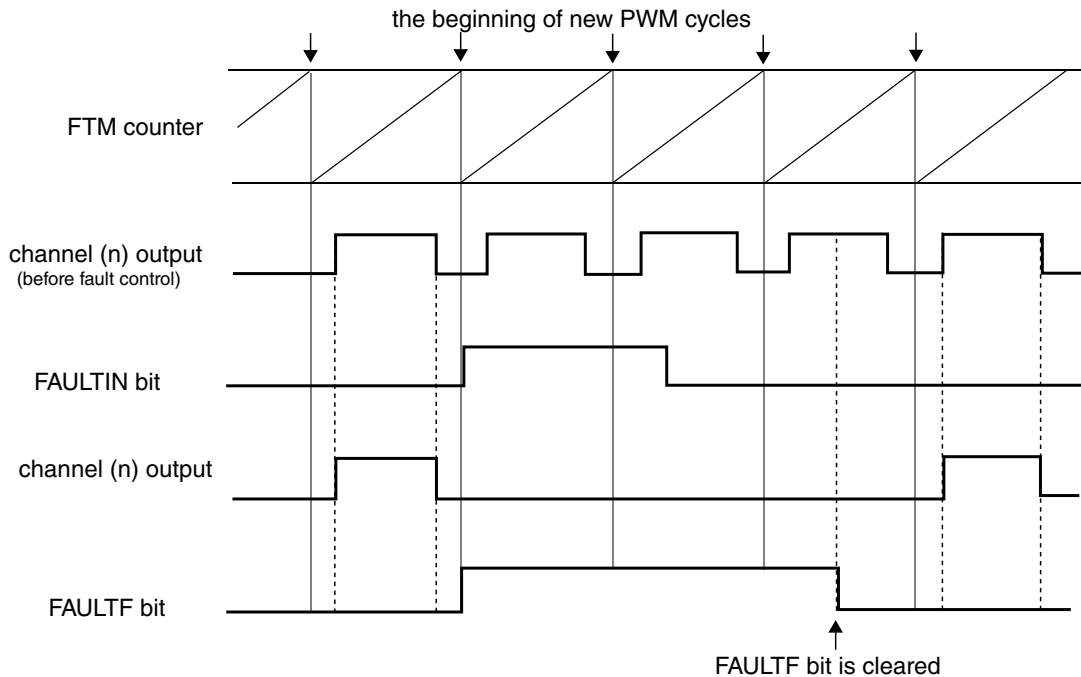 the beginning of new PWM cycles
FTM counter
channel (n) output
(before fault control)
FAULTIN bit
channel (n) output
FAULTF bit
FAULTF bit is cleared